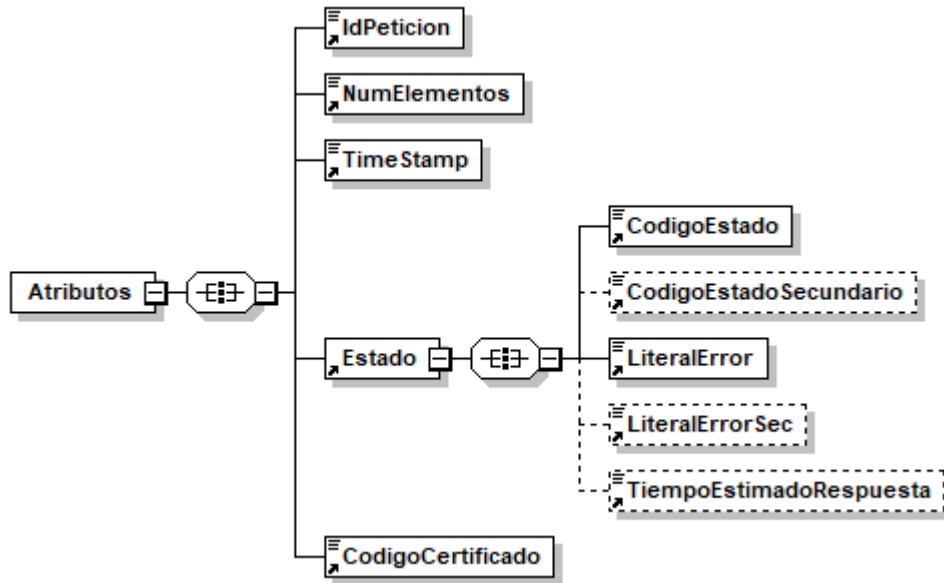 IdPeticion
NumElementos
TimeStamp
CodigoEstado
CodigoEstadoSecundario
Atributos
Estado
LiteralError
LiteralErrorSec
TiempoEstimadoRespuesta
CodigoCertificado